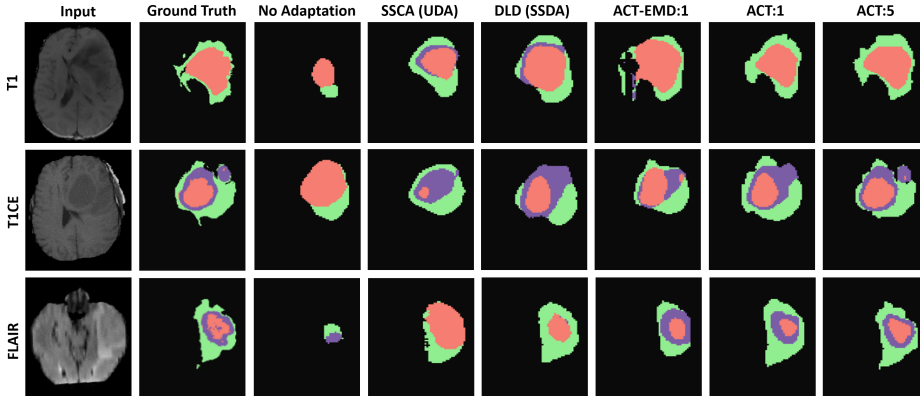 Input Ground Truth No Adaptation SSCA (UDA) DLD (SSDA) ACT-EMD:1 ACT:1 ACT:5
T1
T1CE
FLAIR